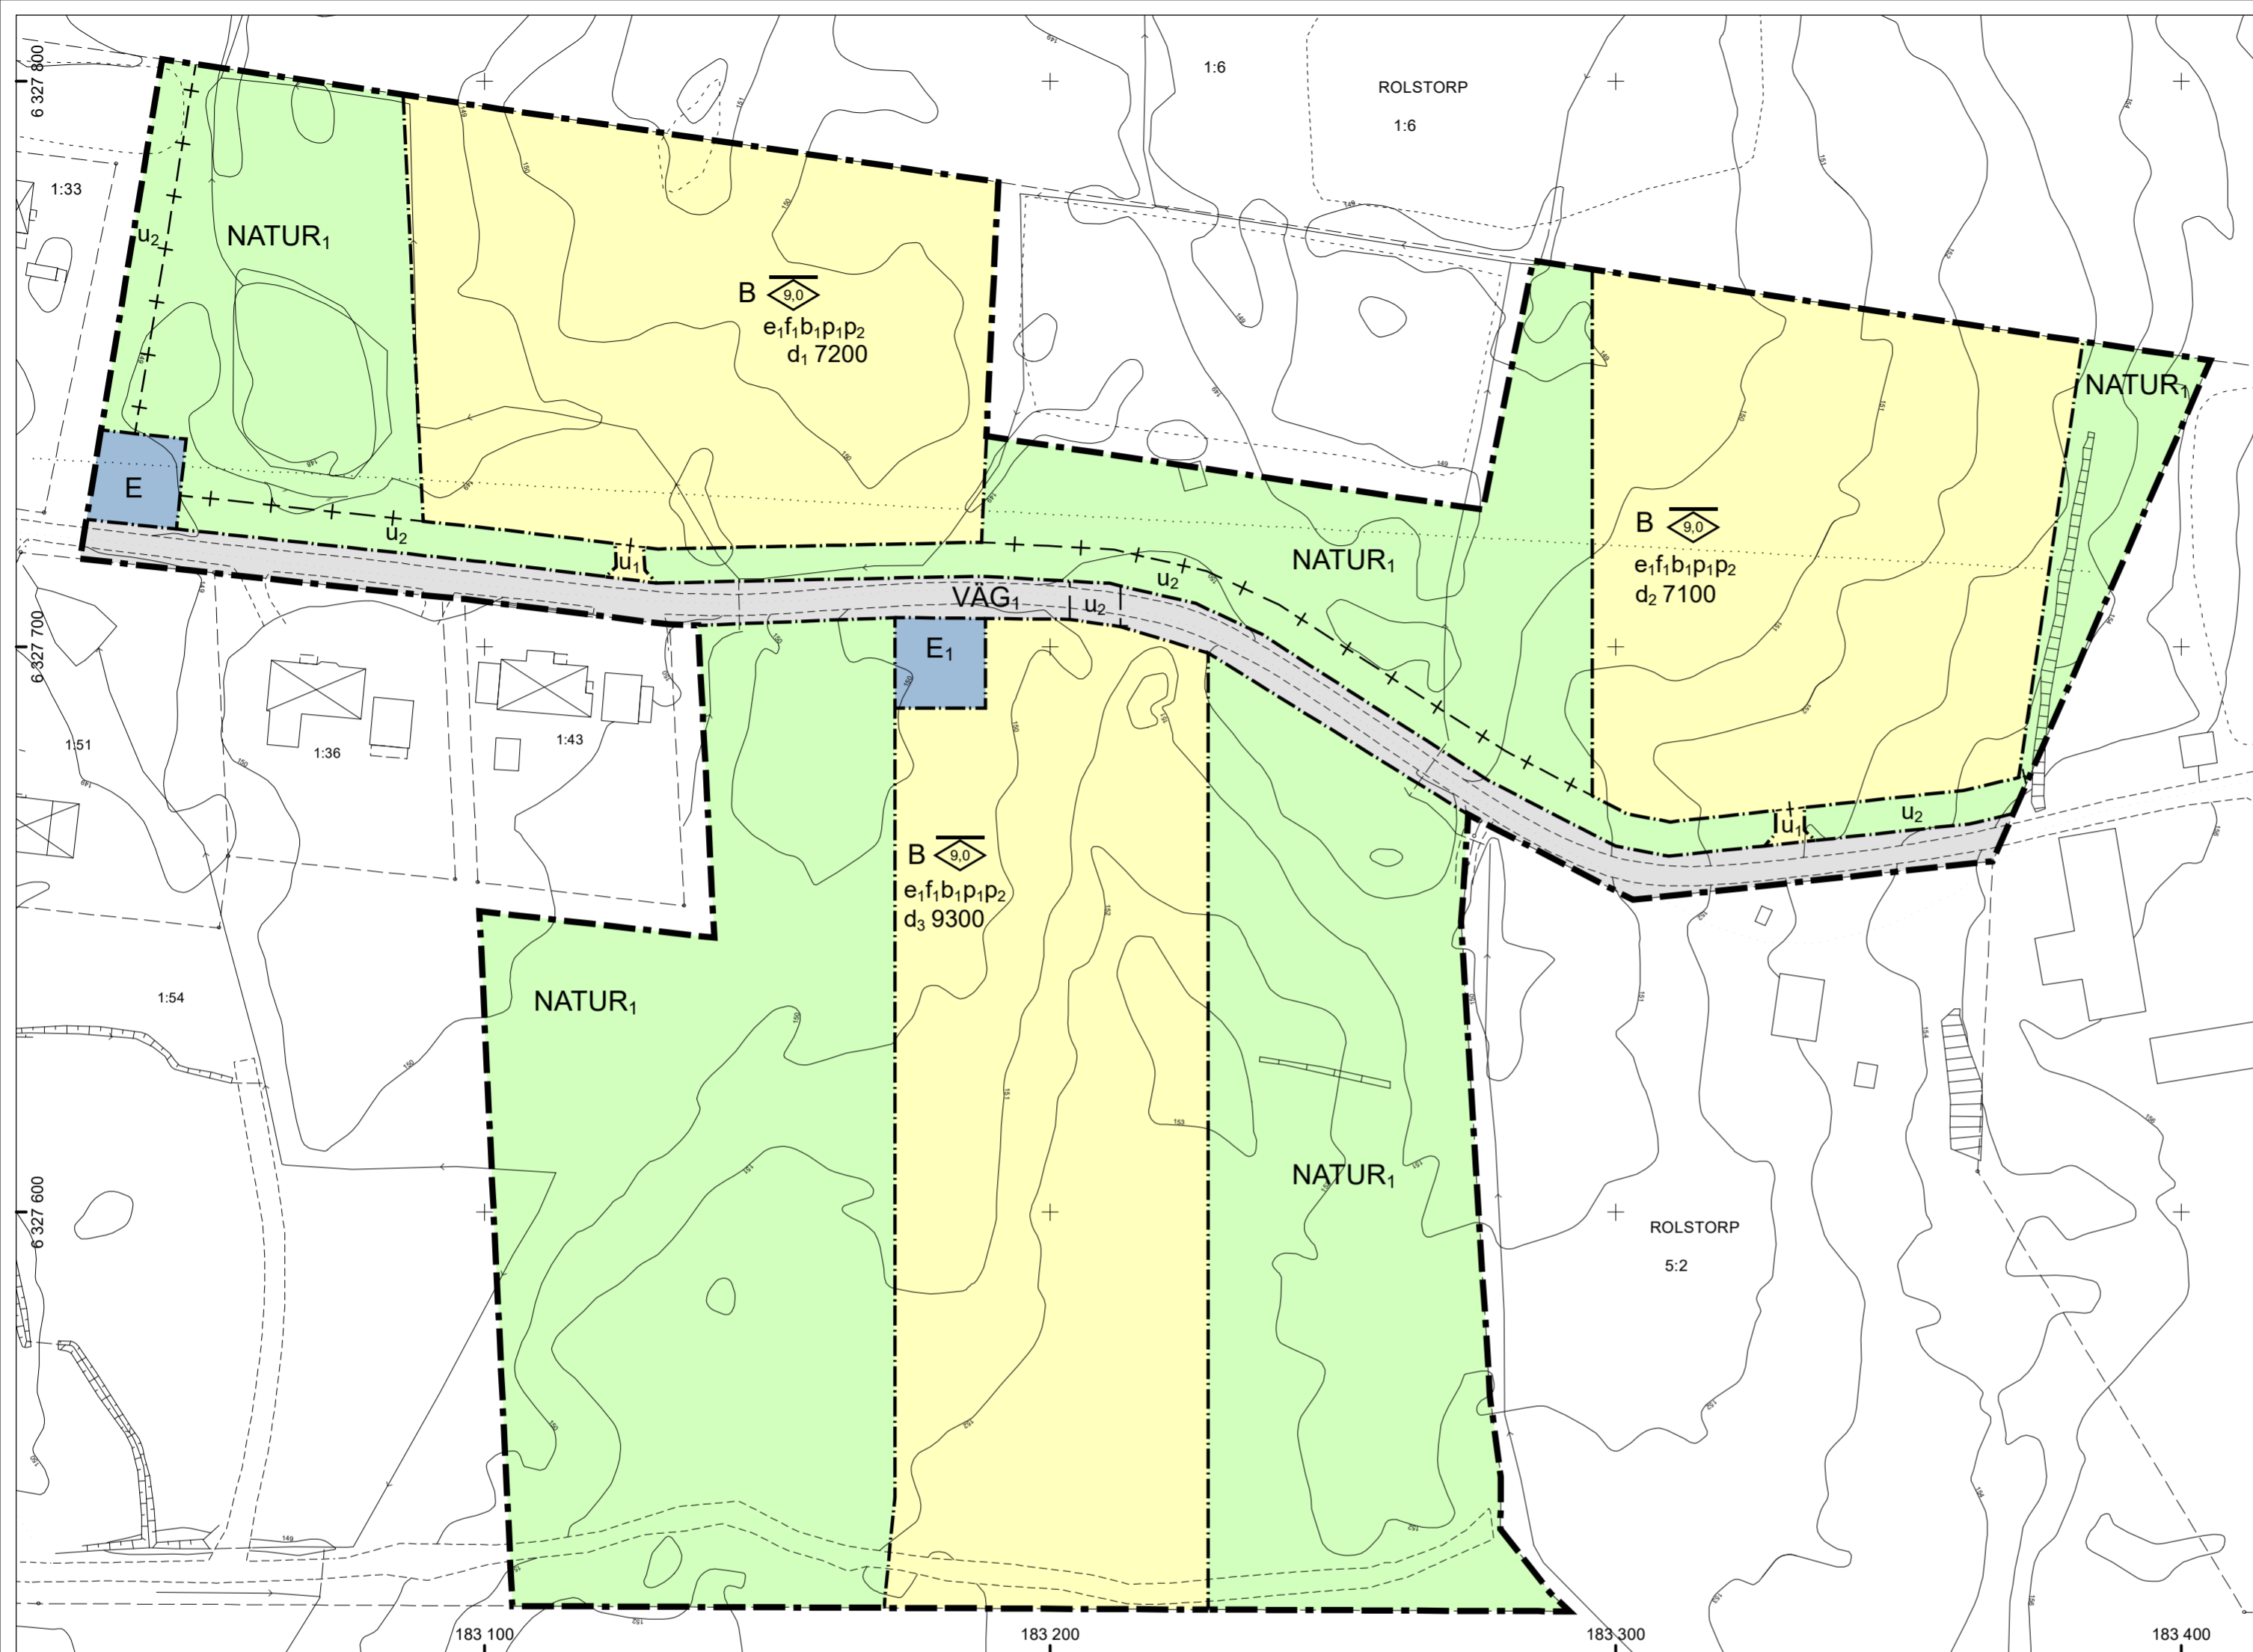 6 327 800
1:6
ROLSTORP
1:6
1:33
u2
NATUR1
B 9,0
e1f1b1p1p2
d1 7200
NATUR1
E
u2
u1
NATUR1
u2
B 9,0
e1f1b1p1p2
d2 7100
VÄG1
u2
6 327 700
E1
1:51
1:36
1:43
u1
u2
B 9,0
e1f1b1p1p2
d3 9300
1:54
NATUR1
NATUR1
6 327 600
ROLSTORP
5:2
183 100
183 200
183 300
183 400